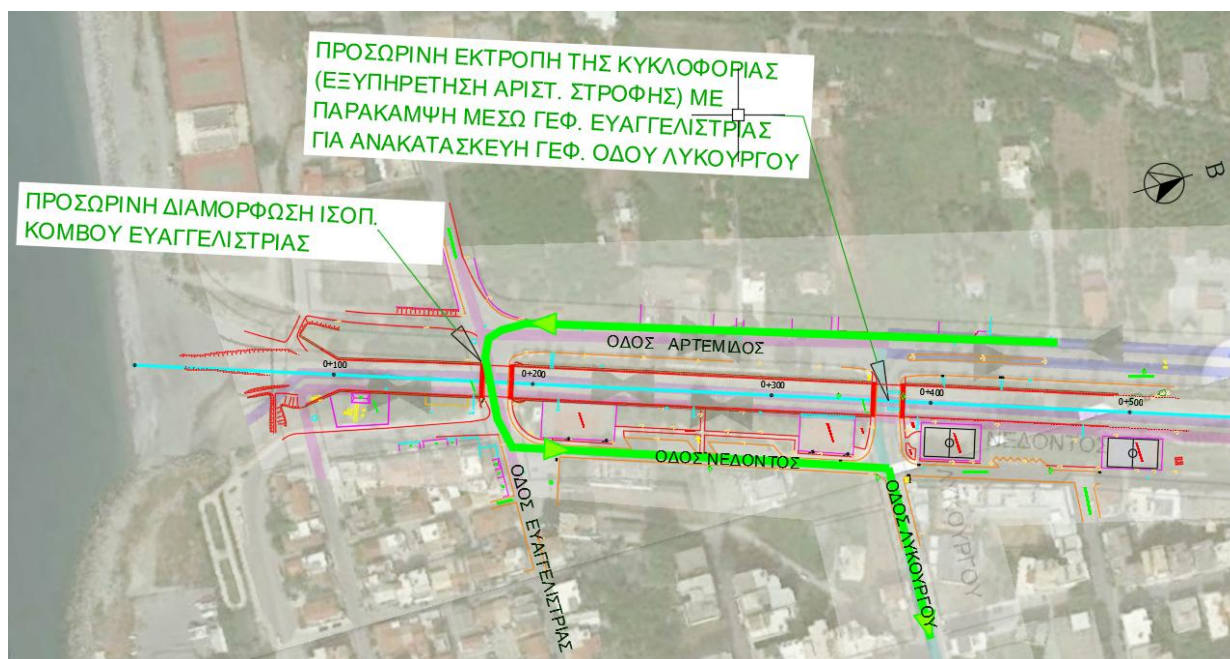 ΠΡΟΣΩΡΙΝΗ ΕΚΤΡΟΠΗ ΤΗΣ ΚΥΚΛΟΦΟΡΙΑΣ
(ΕΞΥΠΗΡΕΤΗΣΗ ΑΡΙΣΤ. ΣΤΡΟΦΗΣ) ΜΕ
ΠΑΡΑΚΑΜΨΗ ΜΕΣΩ ΓΕΦ. ΕΥΑΓΓΕΛΙΣΤΡΙΑΣ
ΓΙΑ ΑΝΑΚΑΤΑΣΚΕΥΗ ΓΕΦ. ΟΔΟΥ ΛΥΚΟΥΡΓΟΥ
Β
ΠΡΟΣΩΡΙΝΗ ΔΙΑΜΟΡΦΩΣΗ ΙΣΟΠ.
ΚΟΜΒΟΥ ΕΥΑΓΓΕΛΙΣΤΡΙΑΣ
ΟΔΟΣ ΑΡΤΕΜΙΔΟΣ
0+100
0+200
0+300
0+400
0+500
ΟΔΟΣ ΝΕΔΟΝΤΟΣ
ΝΕΔΟΝΤΟΣ
ΟΔΟΣ ΕΥΑΓΓΕΛΙΣΤΡΙΑΣ
ΟΔΟΣ ΛΥΚΟΥΡΓΟΥ